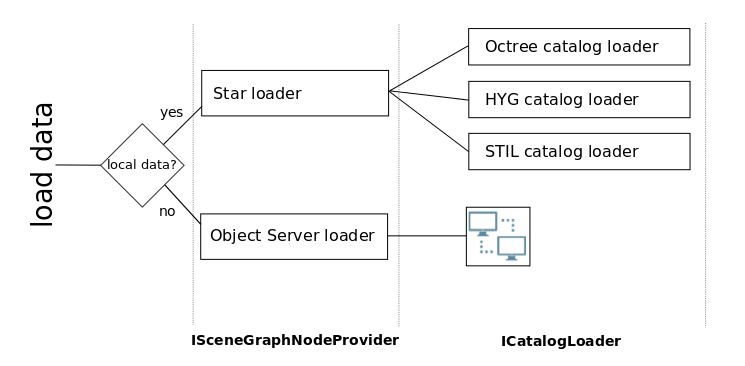 load data
local data?
yes
no
Star loader
Object Server loader
Octree catalog loader
HYG catalog loader
STIL catalog loader
ISceneGraphNodeProvider
ICatalogLoader